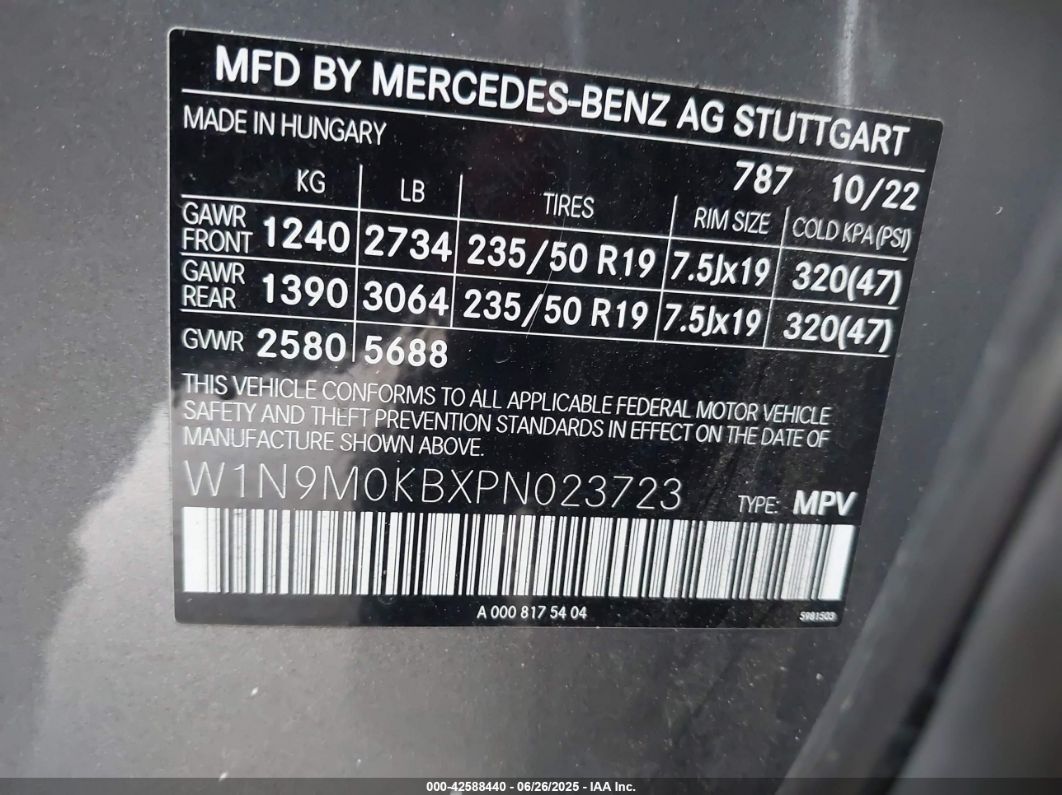 MFD BY MERCEDES-BENZ AG STUTTGART
MADE IN HUNGARY
787 10/22
KG LB TIRES RIM SIZE COLD KPA (PSI)
GAWR FRONT 1240 2734 235/50 R19 7.5Jx19 320(47)
GAWR REAR 1390 3064 235/50 R19 7.5Jx19 320(47)
GVWR 2580 5688
THIS VEHICLE CONFORMS TO ALL APPLICABLE FEDERAL MOTOR VEHICLE
SAFETY AND THEFT PREVENTION STANDARDS IN EFFECT ON THE DATE OF
MANUFACTURE SHOWN ABOVE.
W1N9M0KBXPN023723 TYPE: MPV
A 000 817 54 04
5981503
000-42588440 - 06/26/2025 - IAA Inc.